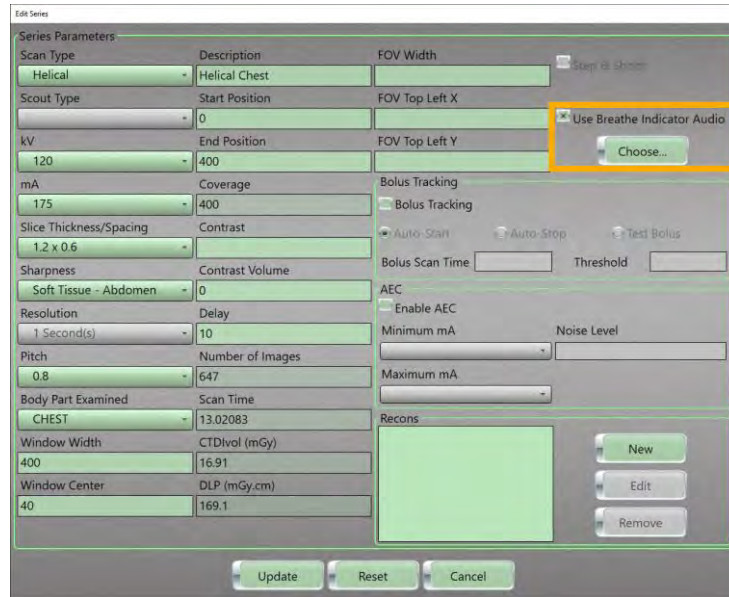 Edit Series
Series Parameters
Scan Type
Helical
Scout Type
kV
120
mA
175
Slice Thickness/Spacing
1.2 x 0.6
Sharpness
Soft Tissue - Abdomen
Resolution
1 Second(s)
Pitch
0.8
Body Part Examined
CHEST
Window Width
400
Window Center
40
Description
Helical Chest
Start Position
0
End Position
400
Coverage
400
Contrast
Contrast Volume
0
Delay
10
Number of Images
647
Scan Time
13.02083
CTDIvol (mGy)
16.91
DLP (mGy.cm)
169.1
FOV Width
FOV Top Left X
FOV Top Left Y
Step & Shoot
Use Breathe Indicator Audio
Choose...
Bolus Tracking
Bolus Tracking
Auto-Start Auto-Stop Test Bolus
Bolus Scan Time Threshold
AEC
Enable AEC
Minimum mA Noise Level
Maximum mA
Recons
New
Edit
Remove
Update Reset Cancel